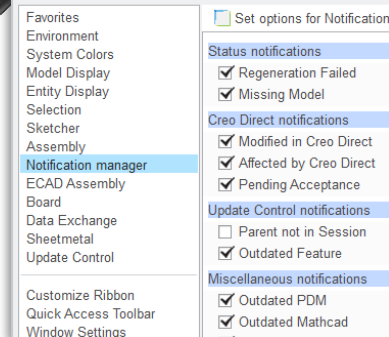 Favorites
Environment
System Colors
Model Display
Entity Display
Selection
Sketcher
Assembly
Notification manager
ECAD Assembly
Board
Data Exchange
Sheetmetal
Update Control
Customize Ribbon
Quick Access Toolbar
Window Settings
Set options for Notification
Status notifications
Regeneration Failed
Missing Model
Creo Direct notifications
Modified in Creo Direct
Affected by Creo Direct
Pending Acceptance
Update Control notifications
Parent not in Session
Outdated Feature
Miscellaneous notifications
Outdated PDM
Outdated Mathcad